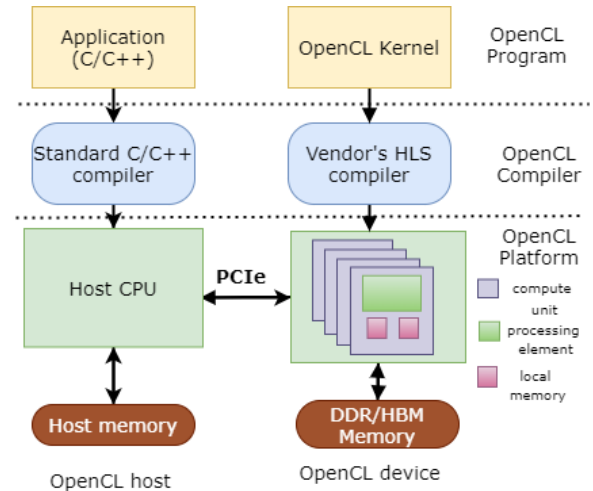 Application
(C/C++)
OpenCL Kernel
OpenCL
Program
Standard C/C++
compiler
Vendor's HLS
compiler
OpenCL
Compiler
Host CPU
PCIe
OpenCL
Platform
compute
unit
processing
element
local
memory
Host memory
DDR/HBM
Memory
OpenCL host
OpenCL device